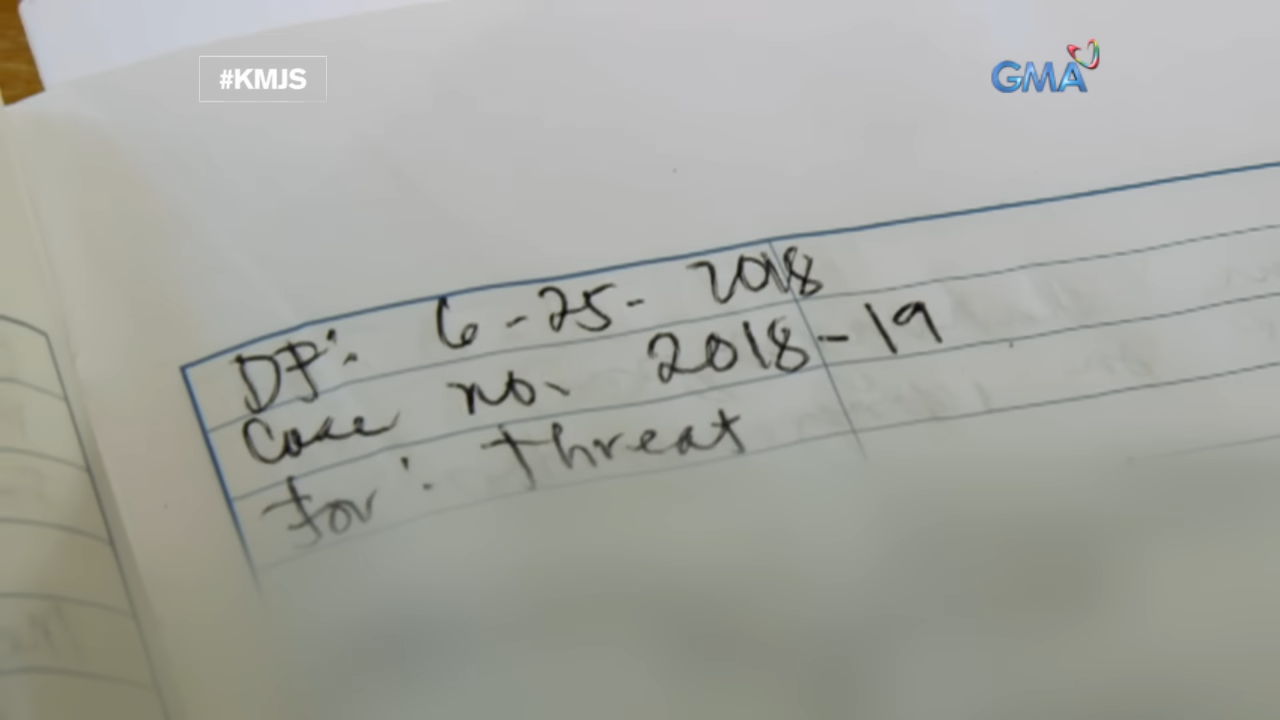 #KMJS
GMA
DF: 6-25-2018
Case no. 2018-19
For: Threat